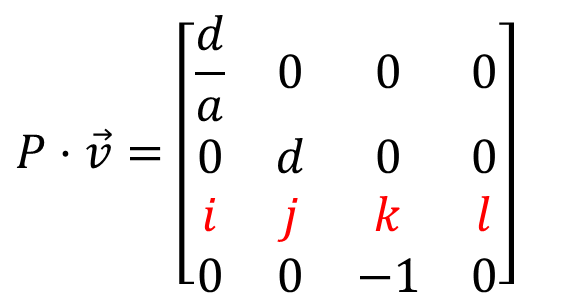 P · v⃗ = [ d/a 0 0 0
0 d 0 0
i j k l
0 0 −1 0 ]